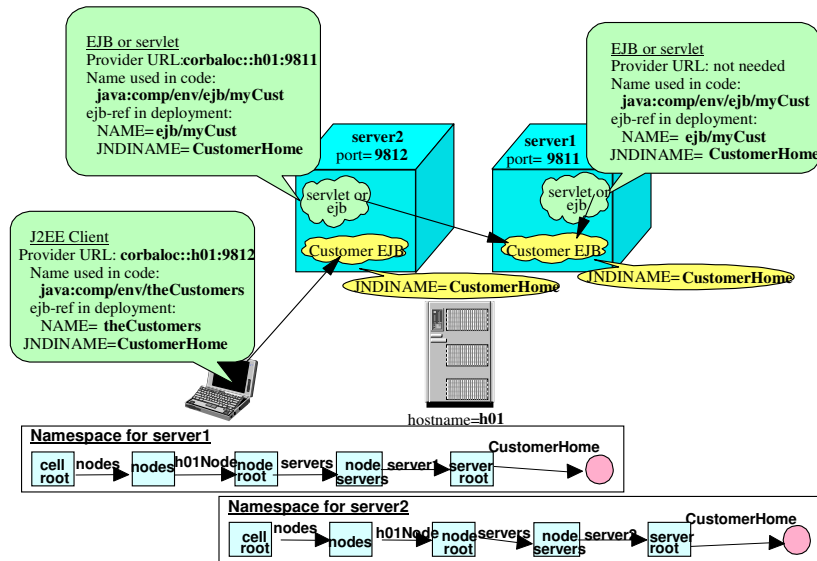 EJB or servlet
Provider URL:corbaloc::h01:9811
Name used in code:
java:comp/env/ejb/myCust
ejb-ref in deployment:
NAME= ejb/myCust
JNDINAME= CustomerHome
EJB or servlet
Provider URL: not needed
Name used in code:
java:comp/env/ejb/myCust
ejb-ref in deployment:
NAME= ejb/myCust
JNDINAME= CustomerHome
server2
port= 9812
server1
port= 9811
servlet or
ejb
servlet or
ejb
Customer EJB
Customer EJB
JNDINAME= CustomerHome
JNDINAME=CustomerHome
J2EE Client
Provider URL: corbaloc::h01:9812
Name used in code:
java:comp/env/theCustomers
ejb-ref in deployment:
NAME= theCustomers
JNDINAME=CustomerHome
hostname=h01
Namespace for server1
cell
root
nodes
nodes
h01Node
node
root
servers
node
servers
server1
server
root
CustomerHome
Namespace for server2
cell
root
nodes
nodes
h01Node
node
root
servers
node
servers
server2
server
root
CustomerHome